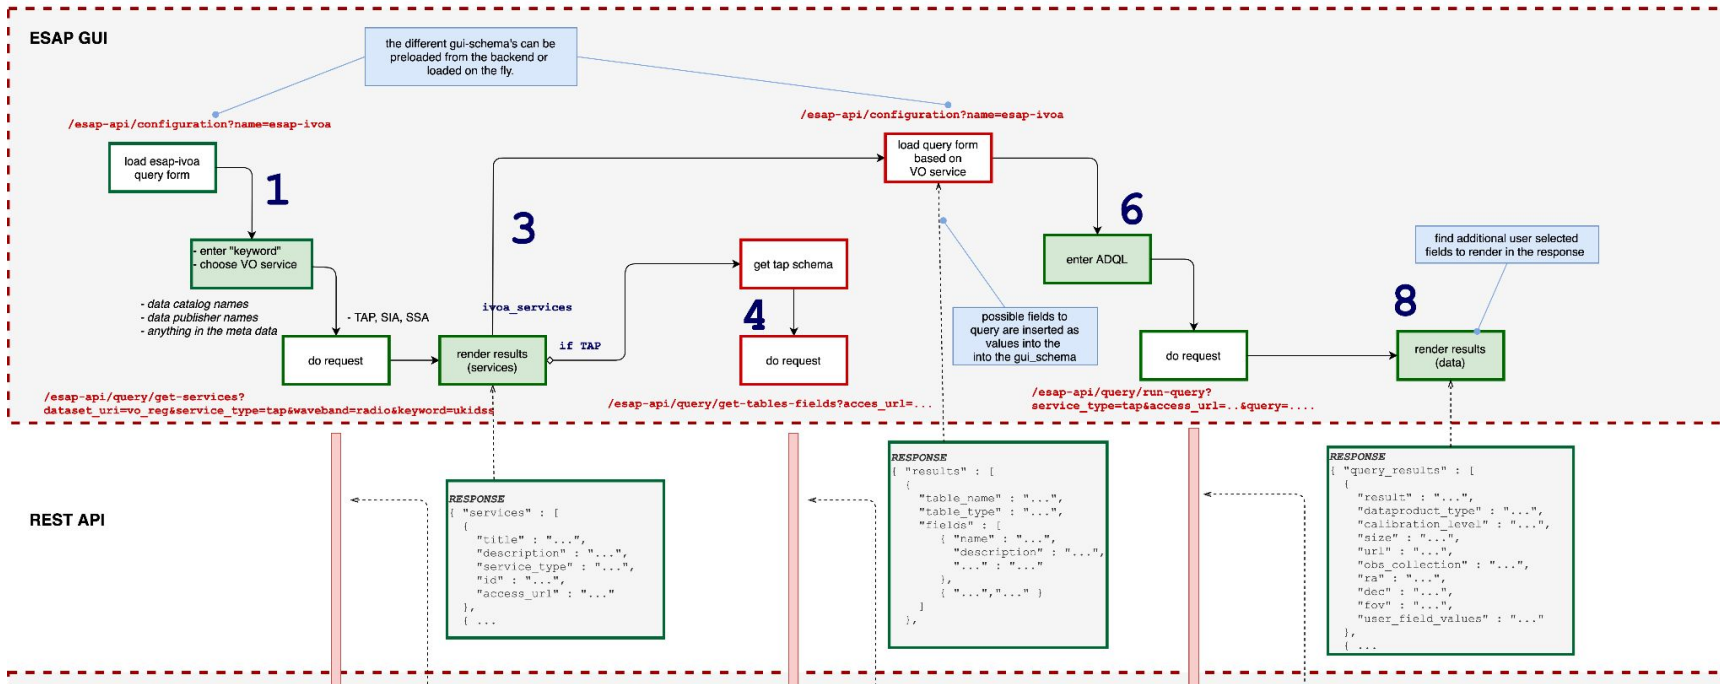 ESAP GUI
the different gui-schema's can be
preloaded from the backend or
loaded on the fly.
/esap-api/configuration?name=esap-ivoa
/esap-api/configuration?name=esap-ivoa
load esap-ivoa
query form
1
load query form
based on
VO service
- enter "keyword"
- choose VO service
3
6
- data catalog names
- data publisher names
- anything in the meta data
- TAP, SIA, SSA
do request
render results
(services)
ivoa_services
if TAP
get tap schema
4
do request
possible fields to
query are inserted as
values into the
into the gui_schema
enter ADQL
do request
find additional user selected
fields to render in the response
8
render results
(data)
/esap-api/query/get-services?
dataset_uri=vo_reg&service_type=tap&waveband=radio&keyword=ukidss
/esap-api/query/get-tables-fields?acces_url=...
/esap-api/query/run-query?
service_type=tap&access_url=..&query=....
REST API
RESPONSE
{ "services" : [
{
"title" : "...",
"description" : "...",
"service_type" : "...",
"id" : "...",
"access_url" : "..."
},
{ ...
RESPONSE
{ "results" : [
{
"table_name" : "...",
"table_type" : "...",
"fields" : [
{ "name" : "...",
"description" : "...",
"..." : "..."
},
{ "...","..." }
]
},
RESPONSE
{ "query_results" : [
{
"result" : "...",
"dataproduct_type" : "...",
"calibration_level" : "...",
"size" : "...",
"url" : "...",
"obs_collection" : "...",
"ra" : "...",
"dec" : "...",
"fov" : "...",
"user_field_values" : "..."
},
{ ...